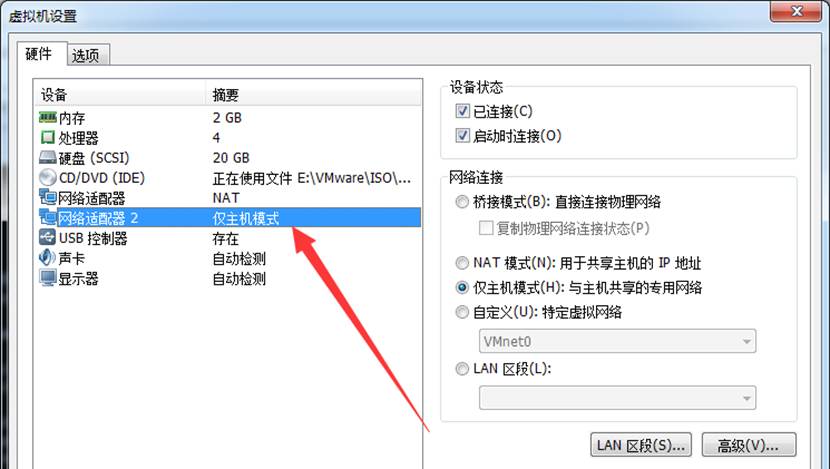 虚拟机设置
硬件 选项
设备 摘要
内存 2 GB
处理器 4
硬盘 (SCSI) 20 GB
CD/DVD (IDE) 正在使用文件 E:\VMware\ISO\...
网络适配器 NAT
网络适配器 2 仅主机模式
USB 控制器 存在
声卡 自动检测
显示器 自动检测
设备状态
已连接(C)
启动时连接(O)
网络连接
桥接模式(B): 直接连接物理网络
复制物理网络连接状态(P)
NAT 模式(N): 用于共享主机的 IP 地址
仅主机模式(H): 与主机共享的专用网络
自定义(U): 特定虚拟网络
VMnet0
LAN 区段(L):
LAN 区段(S)... 高级(V)...